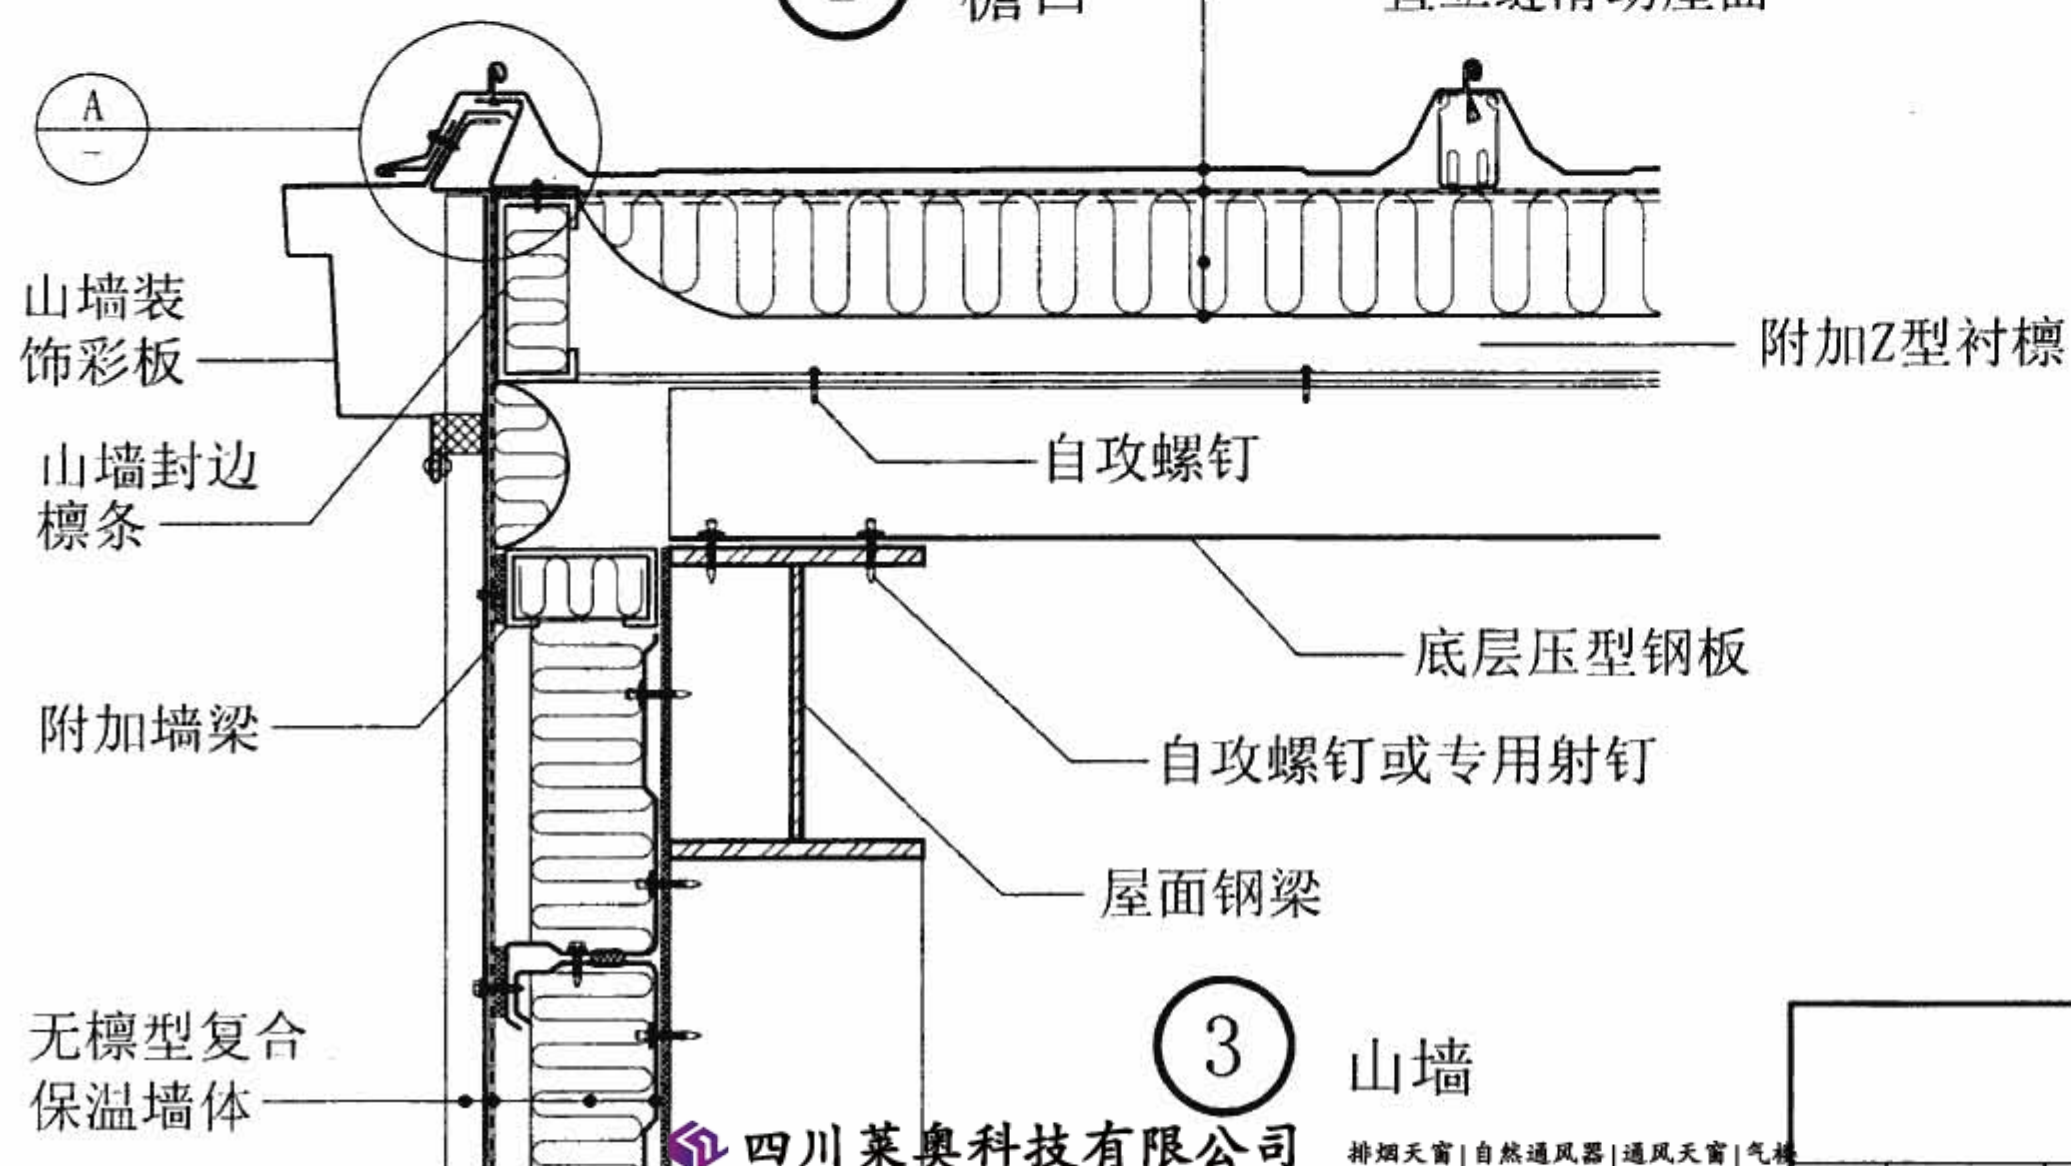 A
山墙装
饰彩板
附加Z型衬檩
山墙封边
檩条
自攻螺钉
底层压型钢板
附加墙梁
自攻螺钉或专用射钉
屋面钢梁
无檩型复合
保温墙体
3
山墙
四川莱奥科技有限公司
排烟天窗|自然通风器|通风天窗|气楼